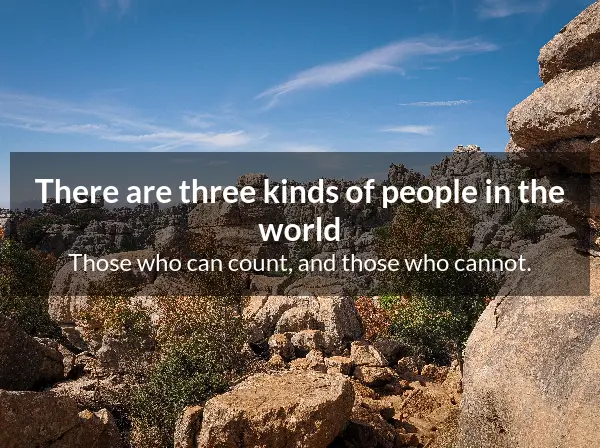 There are three kinds of people in the
world
Those who can count, and those who cannot.